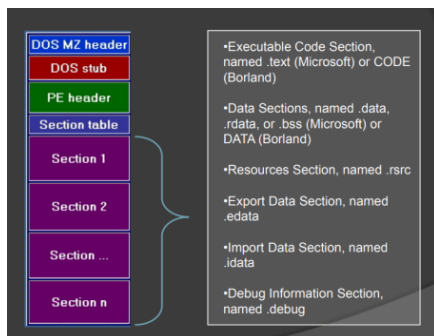 DOS MZ header
DOS stub
PE header
Section table
Section 1
Section 2
Section ...
Section n
•Executable Code Section,
named .text (Microsoft) or CODE
(Borland)
•Data Sections, named .data,
.rdata, or .bss (Microsoft) or
DATA (Borland)
•Resources Section, named .rsrc
•Export Data Section, named
.edata
•Import Data Section, named
.idata
•Debug Information Section,
named .debug